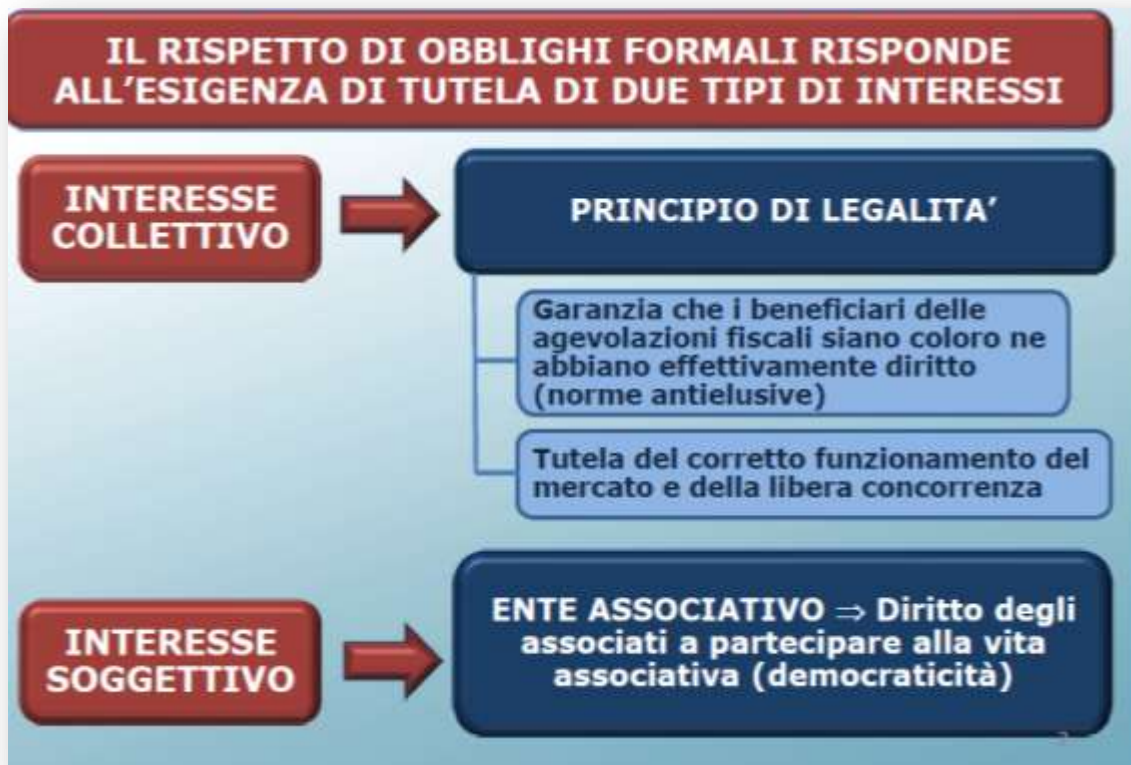 IL RISPETTO DI OBBLIGHI FORMALI RISPONDE
ALL'ESIGENZA DI TUTELA DI DUE TIPI DI INTERESSI
INTERESSE
COLLETTIVO
PRINCIPIO DI LEGALITA'
Garanzia che i beneficiari delle
agevolazioni fiscali siano coloro ne
abbiano effettivamente diritto
(norme antielusive)
Tutela del corretto funzionamento del
mercato e della libera concorrenza
INTERESSE
SOGGETTIVO
ENTE ASSOCIATIVO ⇒ Diritto degli
associati a partecipare alla vita
associativa (democraticità)